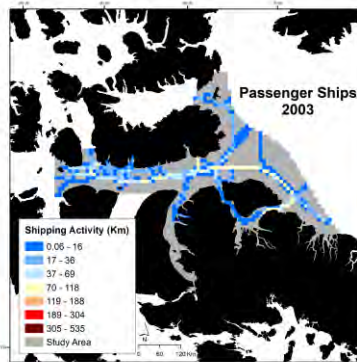 Passenger Ships
2003
Shipping Activity (Km)
0.06 - 16
17 - 36
37 - 69
70 - 118
119 - 188
189 - 304
305 - 535
Study Area